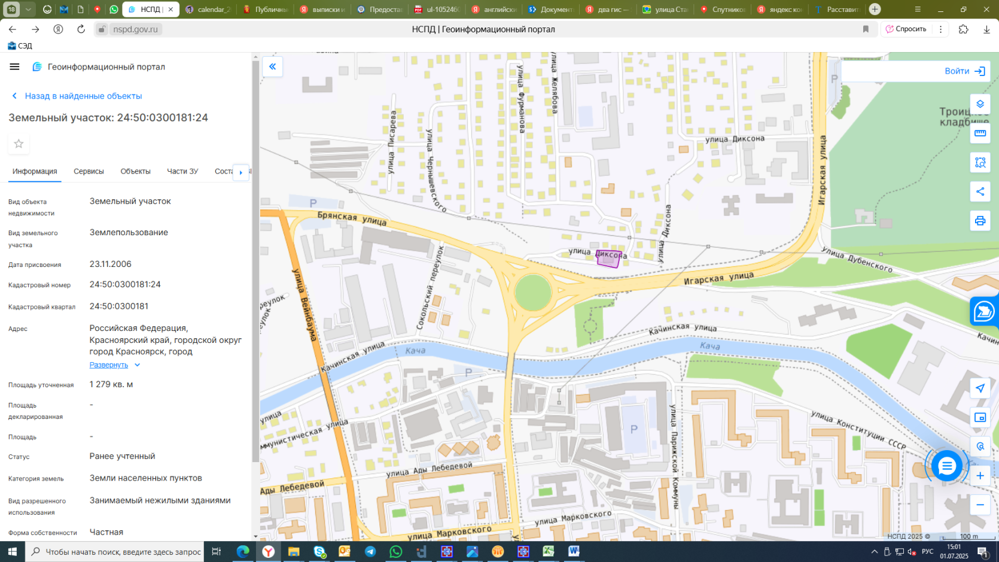 18
НСПД |
calendar_2
Публичны
выписки и
Предостав
ul-1052460
английски
Документ
два гис —
улица Ста
Спутнико
яндекс ко
Расставит
nspd.gov.ru
НСПД | Геоинформационный портал
Спросить
СЭД
Геоинформационный портал
Назад в найденные объекты
Земельный участок: 24:50:0300181:24
Информация
Сервисы
Объекты
Части ЗУ
Соста
Вид объекта недвижимости
Земельный участок
Вид земельного участка
Землепользование
Дата присвоения
23.11.2006
Кадастровый номер
24:50:0300181:24
Кадастровый квартал
24:50:0300181
Адрес
Российская Федерация,
Красноярский край, городской округ
город Красноярск, город
Развернуть
Площадь уточненная
1 279 кв. м
Площадь декларированная
-
Площадь
-
Статус
Ранее учтенный
Категория земель
Земли населенных пунктов
Вид разрешенного использования
Занимаемый нежилыми зданиями
Форма собственности
Частная
Войти
Троицкое
кладбище
улица Писарева
улица Чернышевского
улица Фурманова
улица Желябова
улица Диксона
Игарская улица
Брянская улица
улица Диксона
улица Диксона
Игарская улица
улица Дубенского
улица Вейнбаума
Сокольский переулок
Качинская улица
Кача
Качинская улица
Кача
P
P
P
P
улица Парижской Коммуны
улица Конституции СССР
улица Ады Лебедевой
Ады Лебедевой
улица Марковского
улица Марковского
НСПД 2025 ©
100 m
Чтобы начать поиск, введите здесь запрос
РУС
15:01
01.07.2025
1